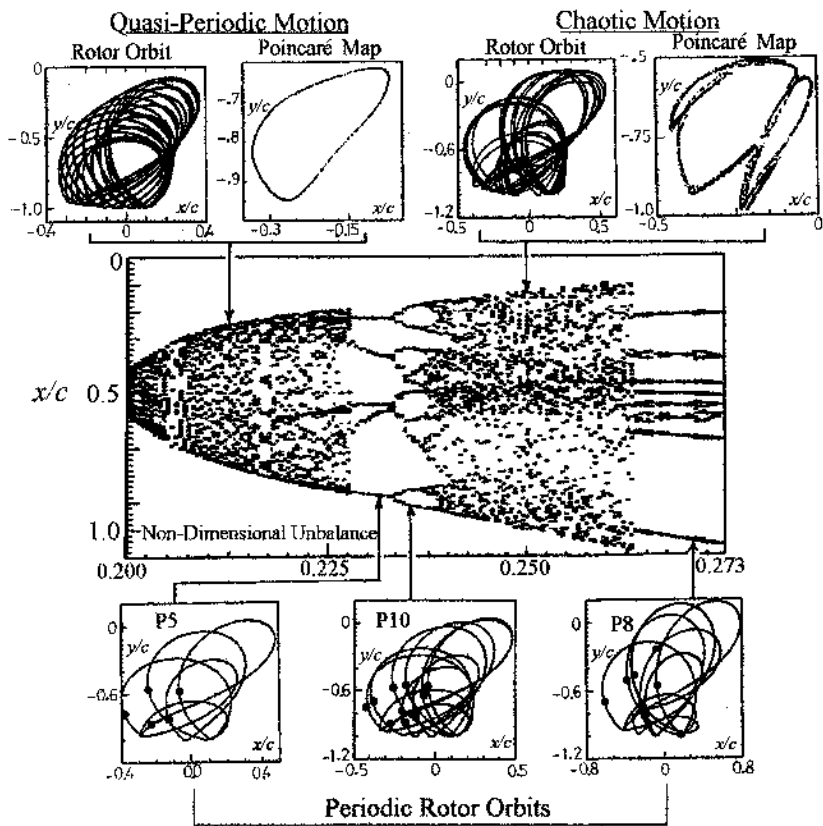 Quasi-Periodic Motion
Chaotic Motion
Rotor Orbit
Poincaré Map
Rotor Orbit
Poincaré Map
0
y/c
-0.5
-1.0
x/c
-0.4
0
0.4
-.7
y/c
-.8
-.9
x/c
-0.3
-0.15
0
y/c
-0.6
-1.2
x/c
-0.5
0
0.5
-.5
y/c
-.75
-1.0
x/c
-0.5
0
0
x/c
0.5
1.0
Non-Dimensional Unbalance
0.200
0.225
0.250
0.273
P5
0
y/c
-0.6
x/c
-0.4
0.0
0.4
P10
0
y/c
-0.6
-1.2
x/c
-0.5
0
0.5
P8
0
y/c
-0.6
-1.2
x/c
-0.8
0
0.8
Periodic Rotor Orbits